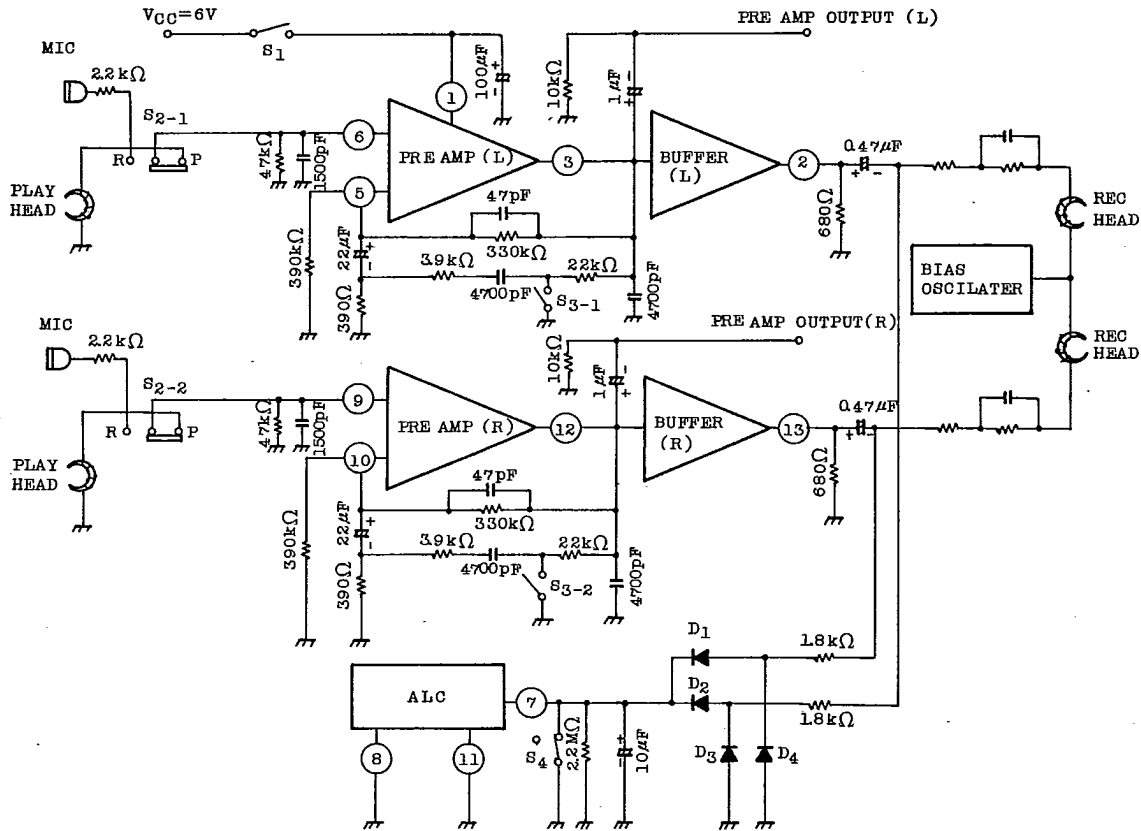 VCC=6V
S1
PRE AMP OUTPUT (L)
MIC
2.2kΩ
S2-1
R
P
PLAY
HEAD
47kΩ
1500pF
1
100μF
+
-
6
5
PRE AMP (L)
3
10kΩ
1μF
-
+
BUFFER
(L)
2
0.47μF
+
-
680Ω
REC
HEAD
BIAS
OSCILATER
47pF
330kΩ
390kΩ
22μF
+
-
3.9kΩ
4700pF
22kΩ
S3-1
390Ω
4700pF
PRE AMP OUTPUT(R)
MIC
2.2kΩ
S2-2
R
P
PLAY
HEAD
47kΩ
1500pF
9
10
PRE AMP (R)
12
10kΩ
1μF
-
+
BUFFER
(R)
13
0.47μF
+
-
680Ω
REC
HEAD
47pF
330kΩ
390kΩ
22μF
+
-
3.9kΩ
4700pF
22kΩ
S3-2
390Ω
4700pF
D1
1.8kΩ
D2
1.8kΩ
ALC
7
8
11
S4
2.2MΩ
+
-
10μF
D3
D4